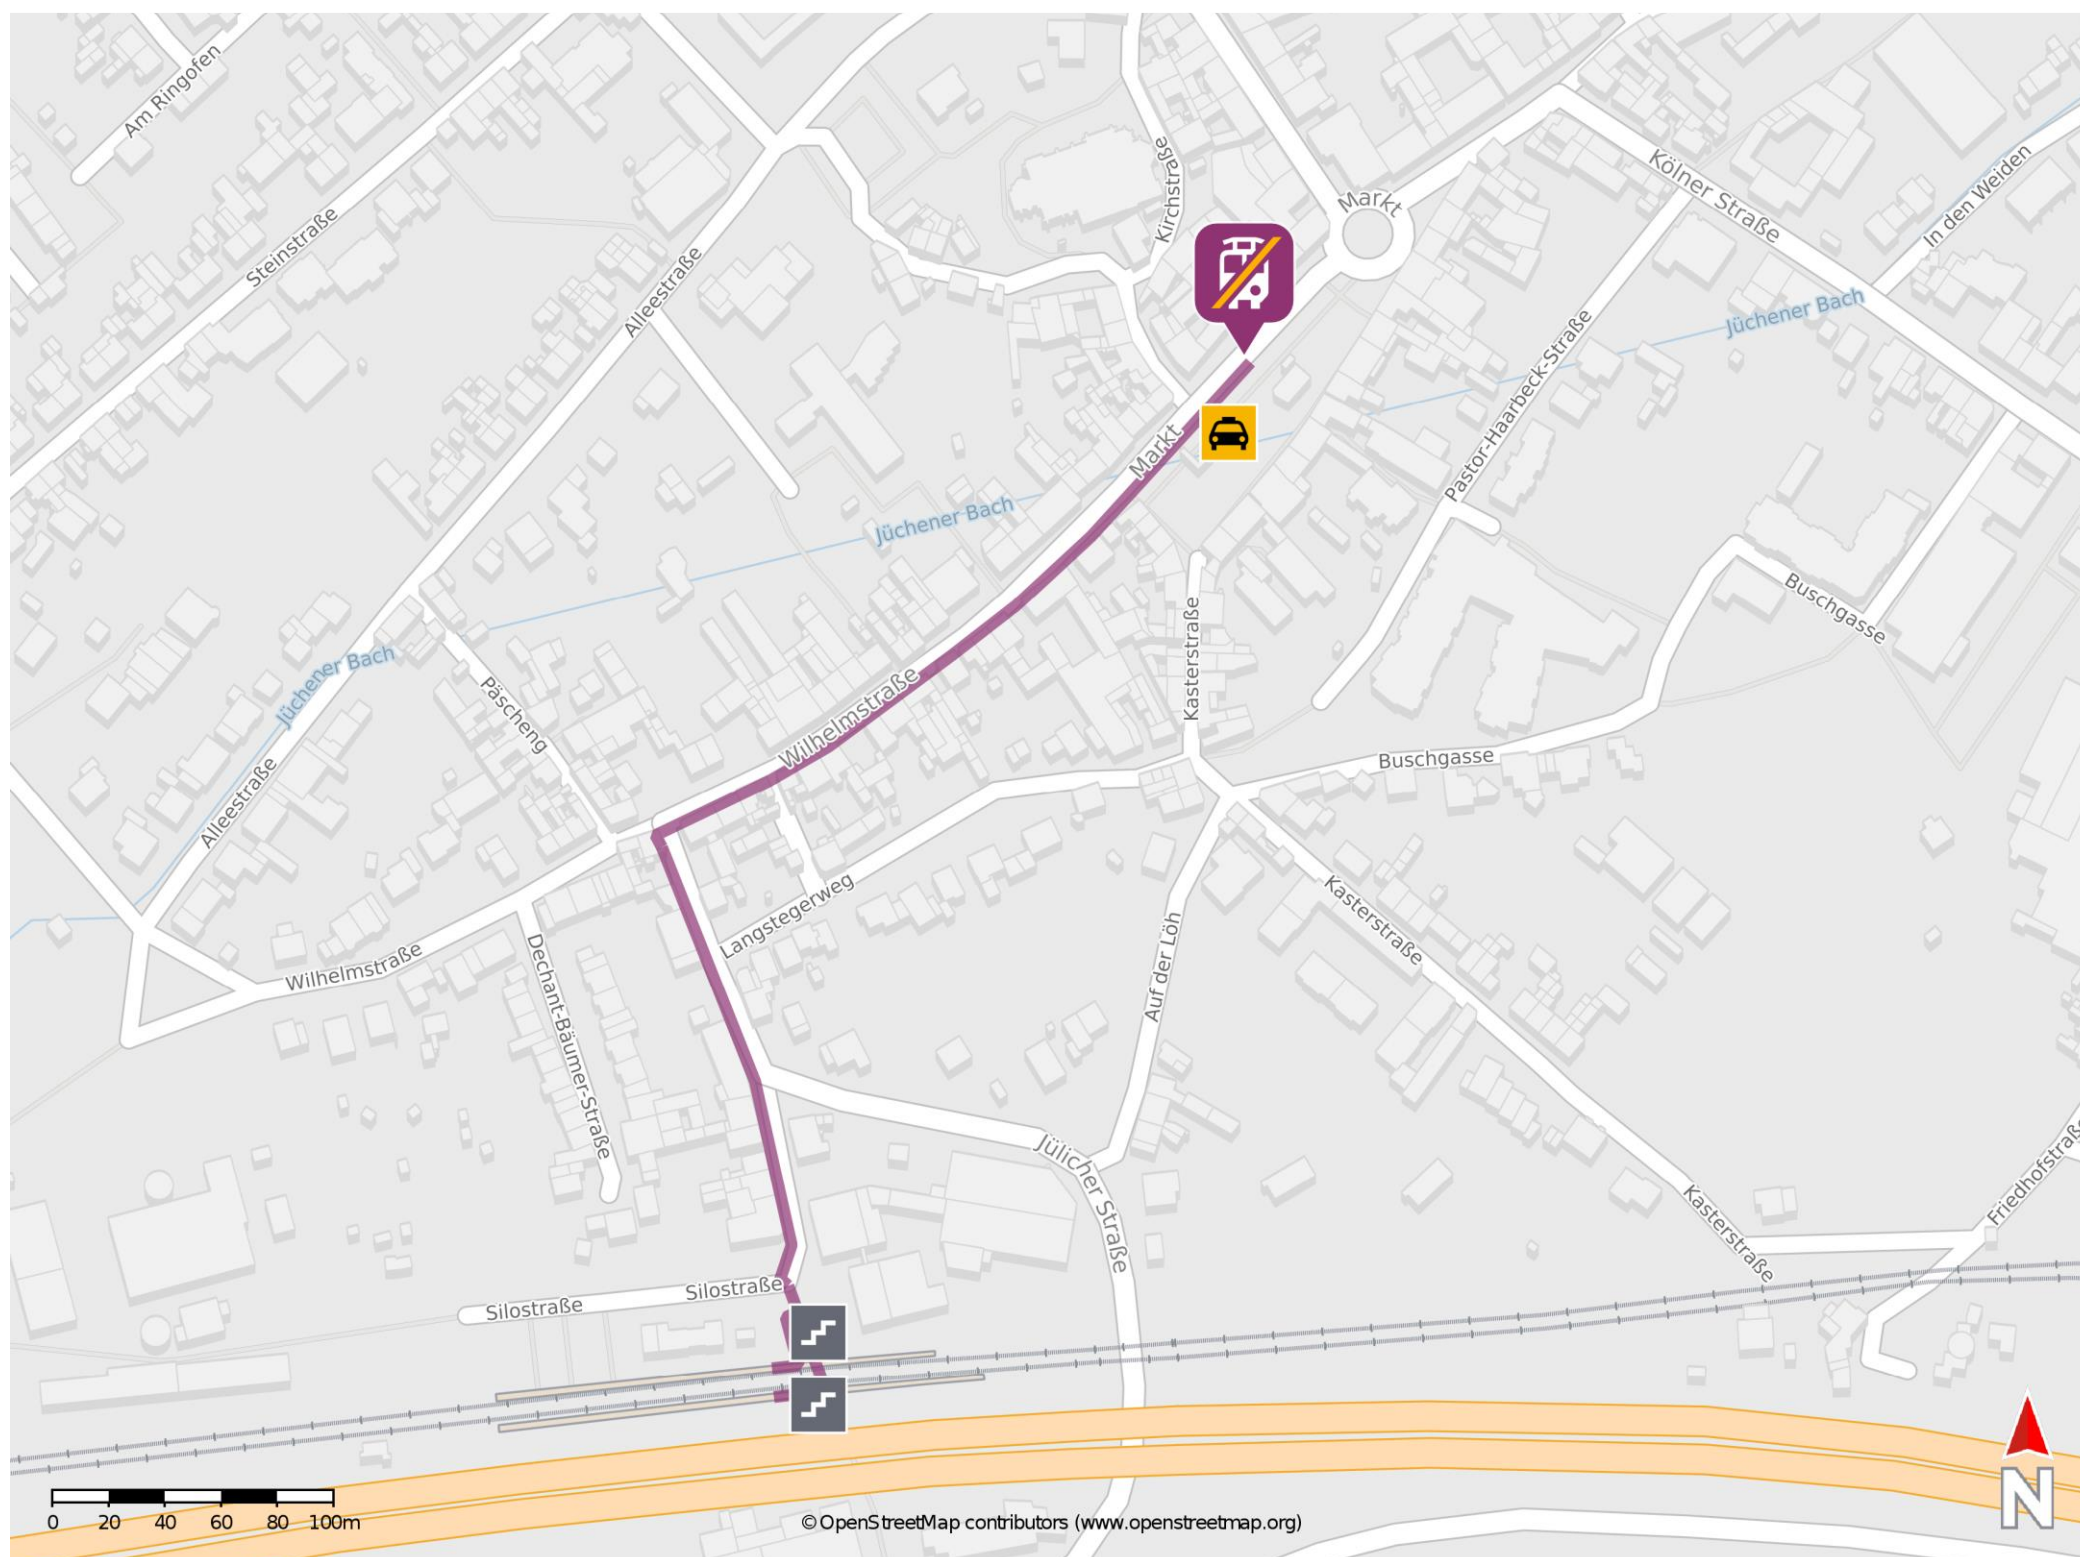 Am Ringofen
Steinstraße
Alleestraße
Kirchstraße
Markt
Kölner Straße
In den Weiden
Jüchener Bach
Pastor-Haarbeck-Straße
Markt
Jüchener Bach
Buschgasse
Kasterstraße
Jüchener Bach
Päscheng
Wilhelmstraße
Buschgasse
Alleestraße
Langstegerweg
Kasterstraße
Wilhelmstraße
Dechant-Bäumer-Straße
Auf der Löh
Jülicher Straße
Friedhofstraße
Kasterstraße
Silostraße
Silostraße
N
0 20 40 60 80 100m
© OpenStreetMap contributors (www.openstreetmap.org)